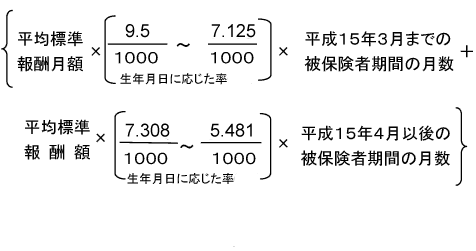 {平均標準報酬月額×(9.5/1000～7.125/1000)×平成15年3月までの被保険者期間の月数＋
生年月日に応じた率
平均標準報酬額×(7.308/1000～5.481/1000)×平成15年4月以後の被保険者期間の月数}
生年月日に応じた率